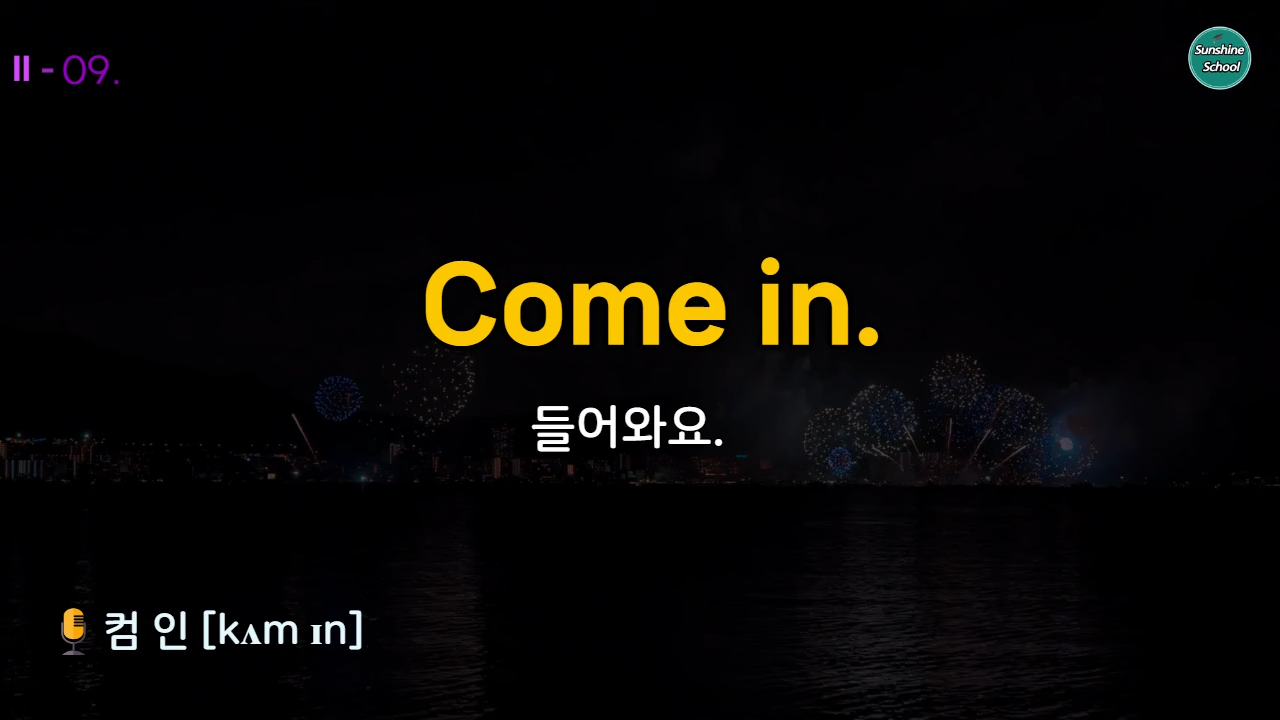 II - 09.
Sunshine
School
Come in.
들어와요.
컴 인 [kʌm ɪn]